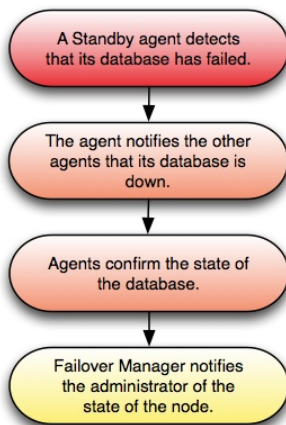 A Standby agent detects
that its database has failed.
The agent notifies the other
agents that its database is
down.
Agents confirm the state of
the database.
Failover Manager notifies
the administrator of the
state of the node.